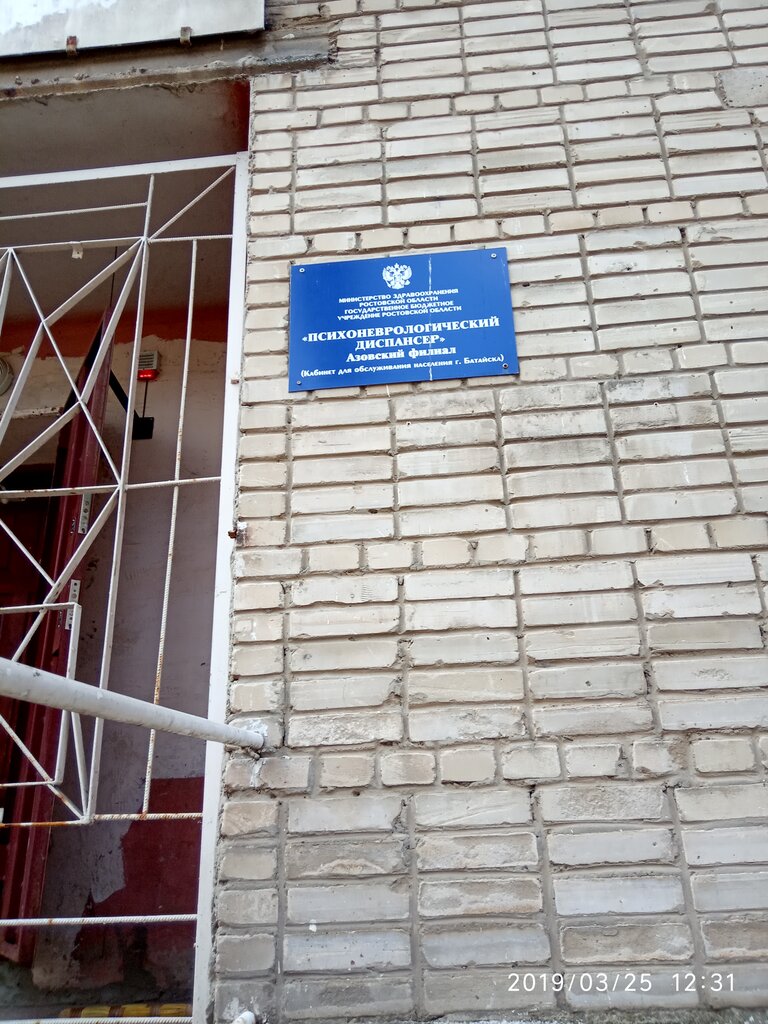 МИНИСТЕРСТВО ЗДРАВООХРАНЕНИЯ
РОСТОВСКОЙ ОБЛАСТИ
ГОСУДАРСТВЕННОЕ БЮДЖЕТНОЕ
УЧРЕЖДЕНИЕ РОСТОВСКОЙ ОБЛАСТИ
«ПСИХОНЕВРОЛОГИЧЕСКИЙ
ДИСПАНСЕР»
Азовский филиал
(Кабинет для обслуживания населения г. Батайска)
2019/03/25 12:31